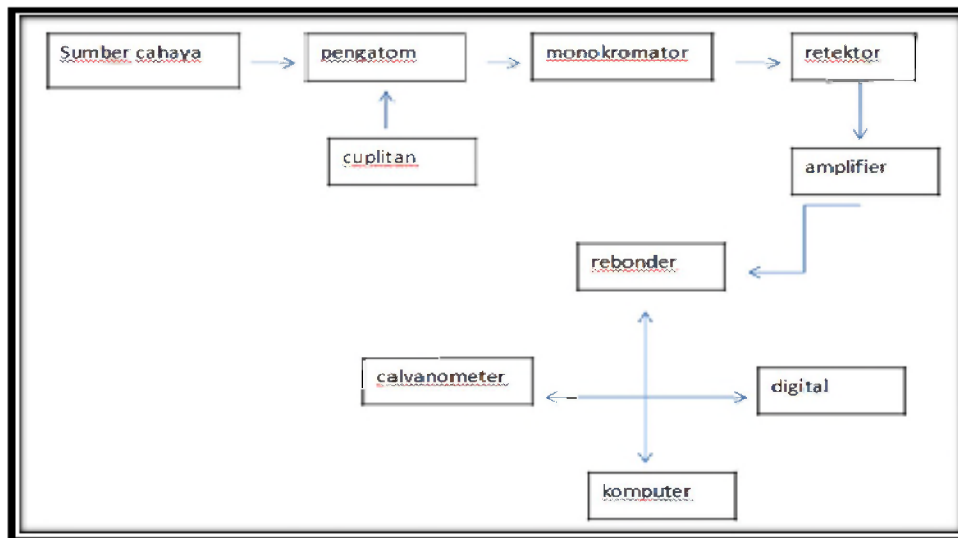 Sumber cahaya
pengatom
monokromator
retektor
cuplitan
amplifier
rebonder
calvanometer
digital
komputer